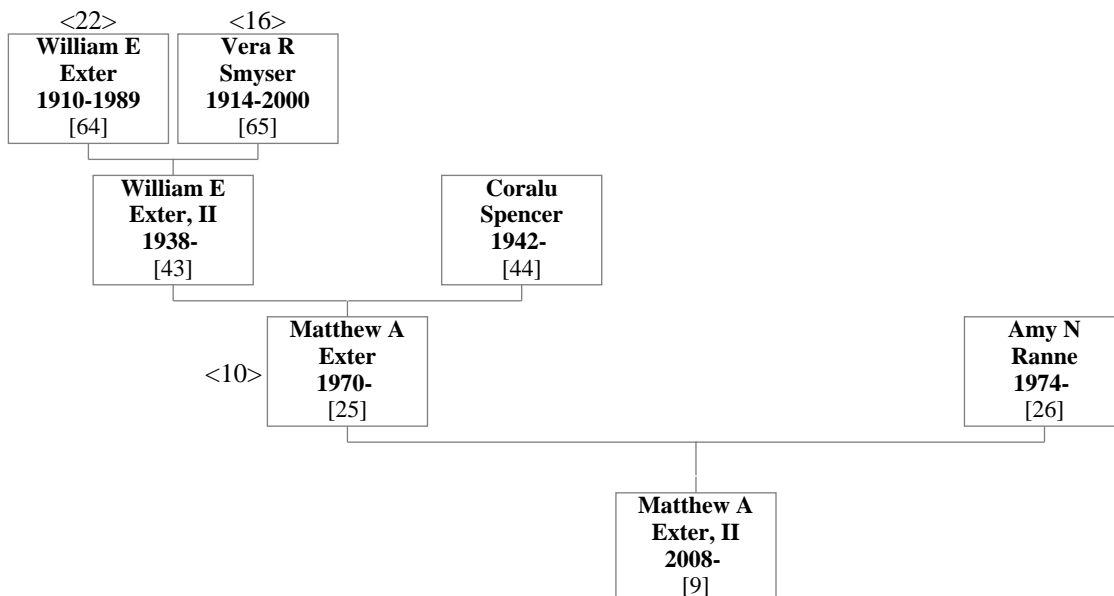 <22>
<16>
William E
Exter
1910-1989
[64]
Vera R
Smyser
1914-2000
[65]
William E
Exter, II
1938-
[43]
Coralu
Spencer
1942-
[44]
<10>
Matthew A
Exter
1970-
[25]
Amy N
Ranne
1974-
[26]
Matthew A
Exter, II
2008-
[9]